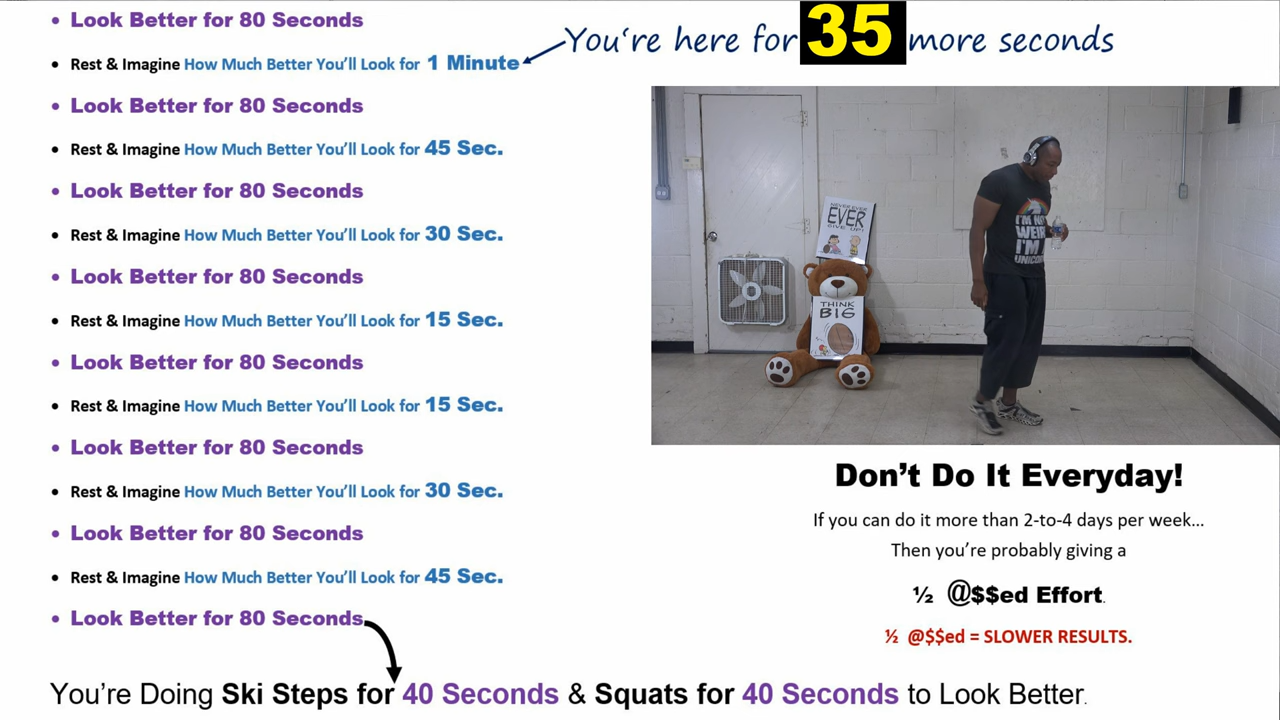 • Look Better for 80 Seconds
You're here for 35 more seconds
• Rest & Imagine How Much Better You'll Look for 1 Minute
• Look Better for 80 Seconds
• Rest & Imagine How Much Better You'll Look for 45 Sec.
• Look Better for 80 Seconds
• Rest & Imagine How Much Better You'll Look for 30 Sec.
• Look Better for 80 Seconds
• Rest & Imagine How Much Better You'll Look for 15 Sec.
• Look Better for 80 Seconds
• Rest & Imagine How Much Better You'll Look for 15 Sec.
• Look Better for 80 Seconds
• Rest & Imagine How Much Better You'll Look for 30 Sec.
• Look Better for 80 Seconds
• Rest & Imagine How Much Better You'll Look for 45 Sec.
• Look Better for 80 Seconds
You're Doing Ski Steps for 40 Seconds & Squats for 40 Seconds to Look Better.
NEVER EVER
EVER
GIVE UP!
THINK
BIG
I'M NOT
WEIRD
I'M
UNICORN
Don't Do It Everyday!
If you can do it more than 2-to-4 days per week...
Then you're probably giving a
½ @$$ed Effort.
½ @$$ed = SLOWER RESULTS.